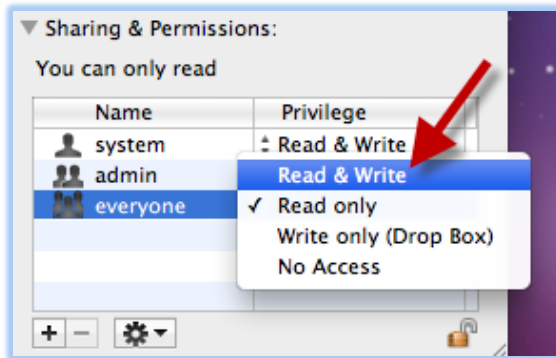 Sharing & Permissions:
You can only read
Name Privilege
system Read & Write
admin Read & Write
everyone ✓ Read only
Write only (Drop Box)
No Access